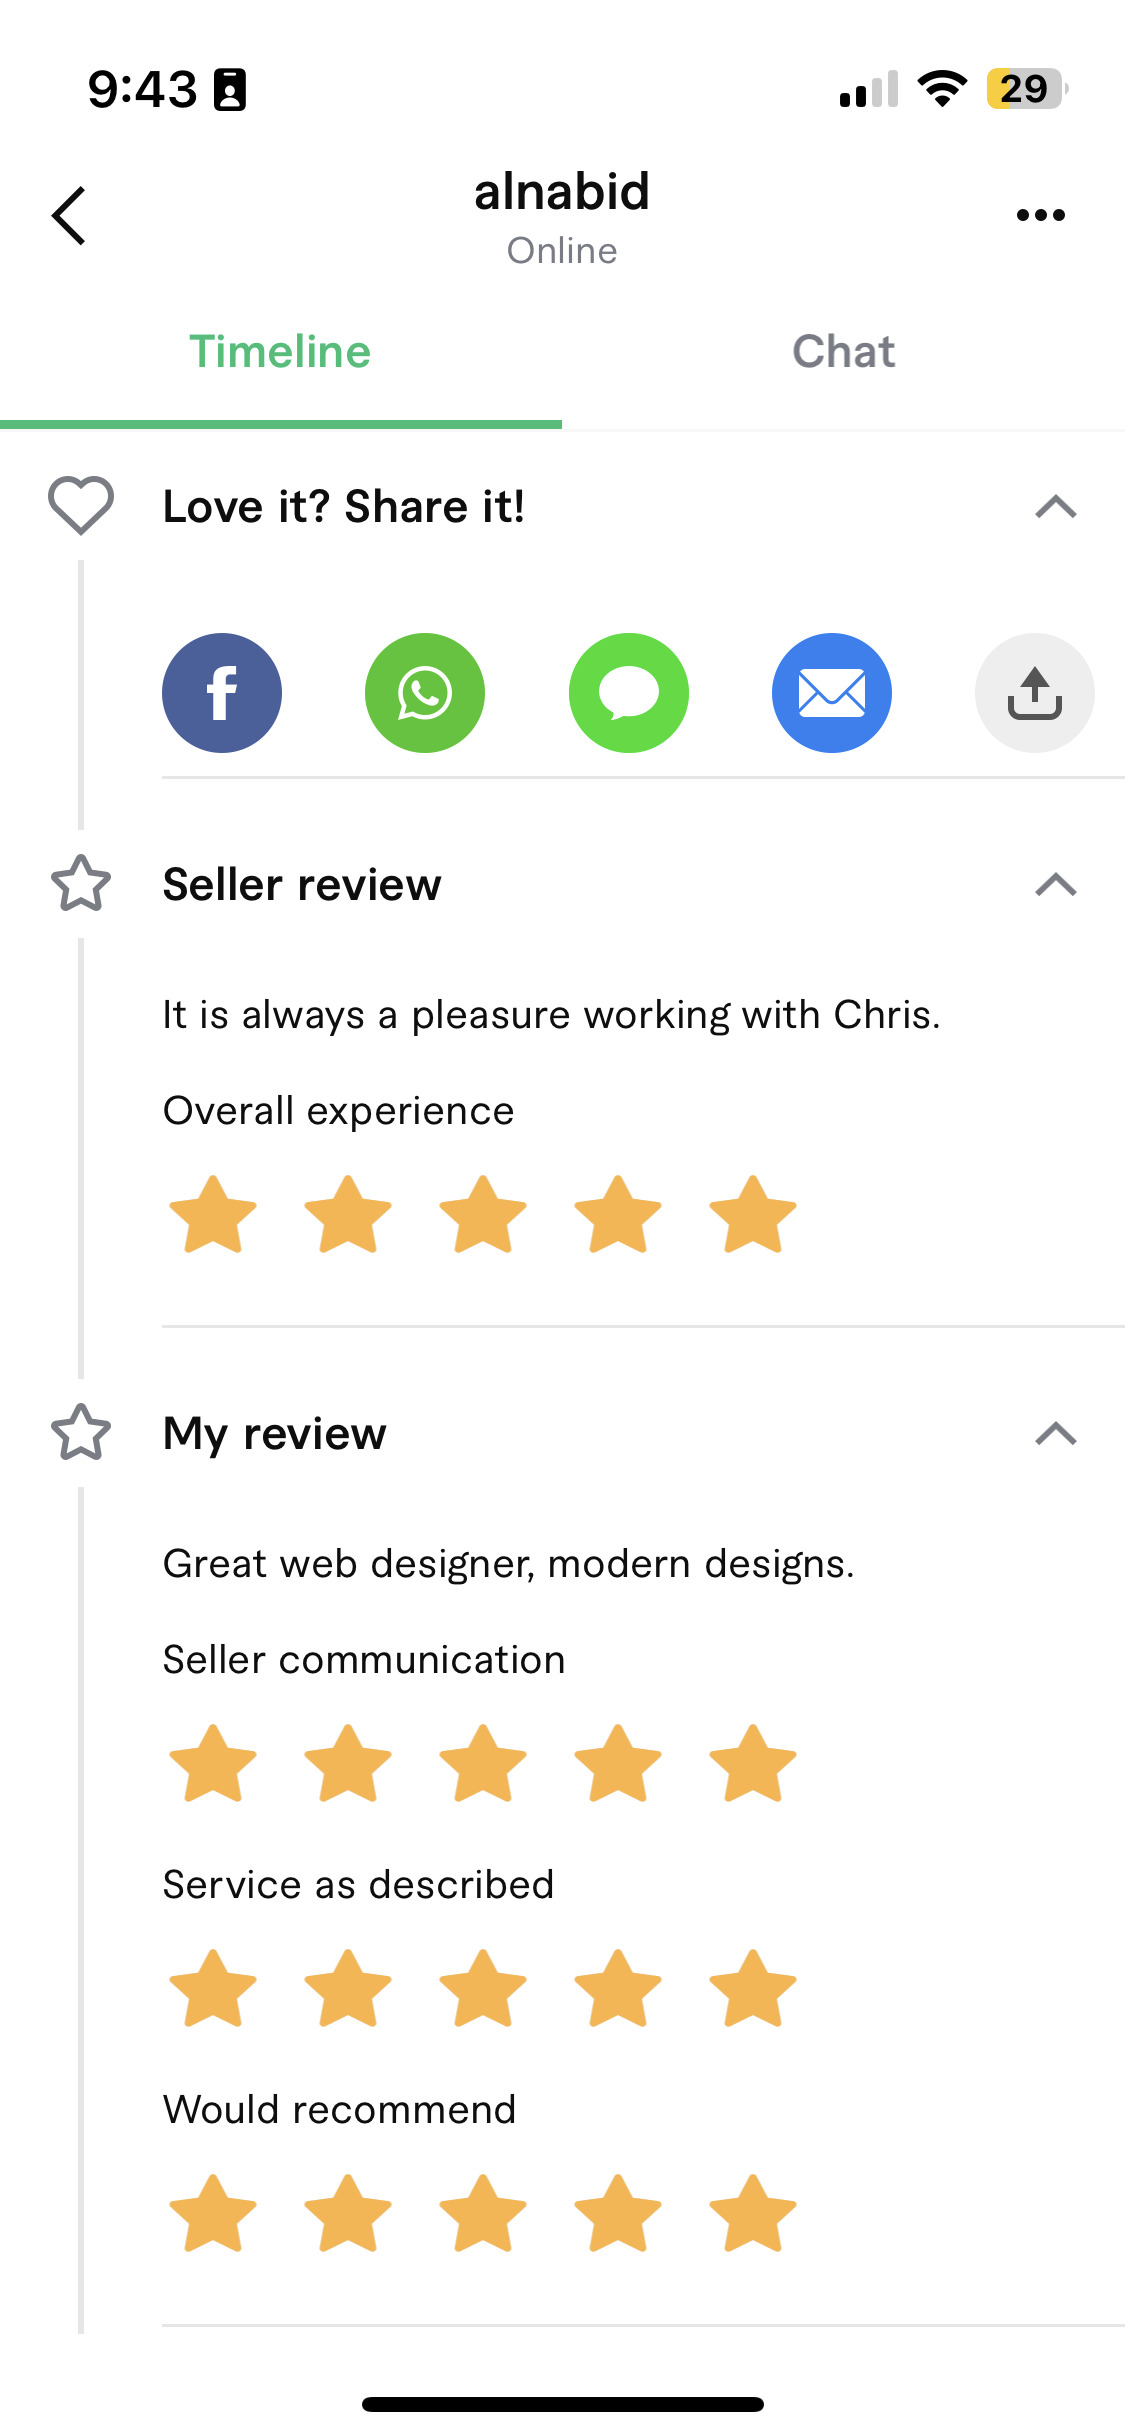 9:43
29
alnabid
Online
Timeline
Chat
Love it? Share it!
Seller review
It is always a pleasure working with Chris.
Overall experience
My review
Great web designer, modern designs.
Seller communication
Service as described
Would recommend